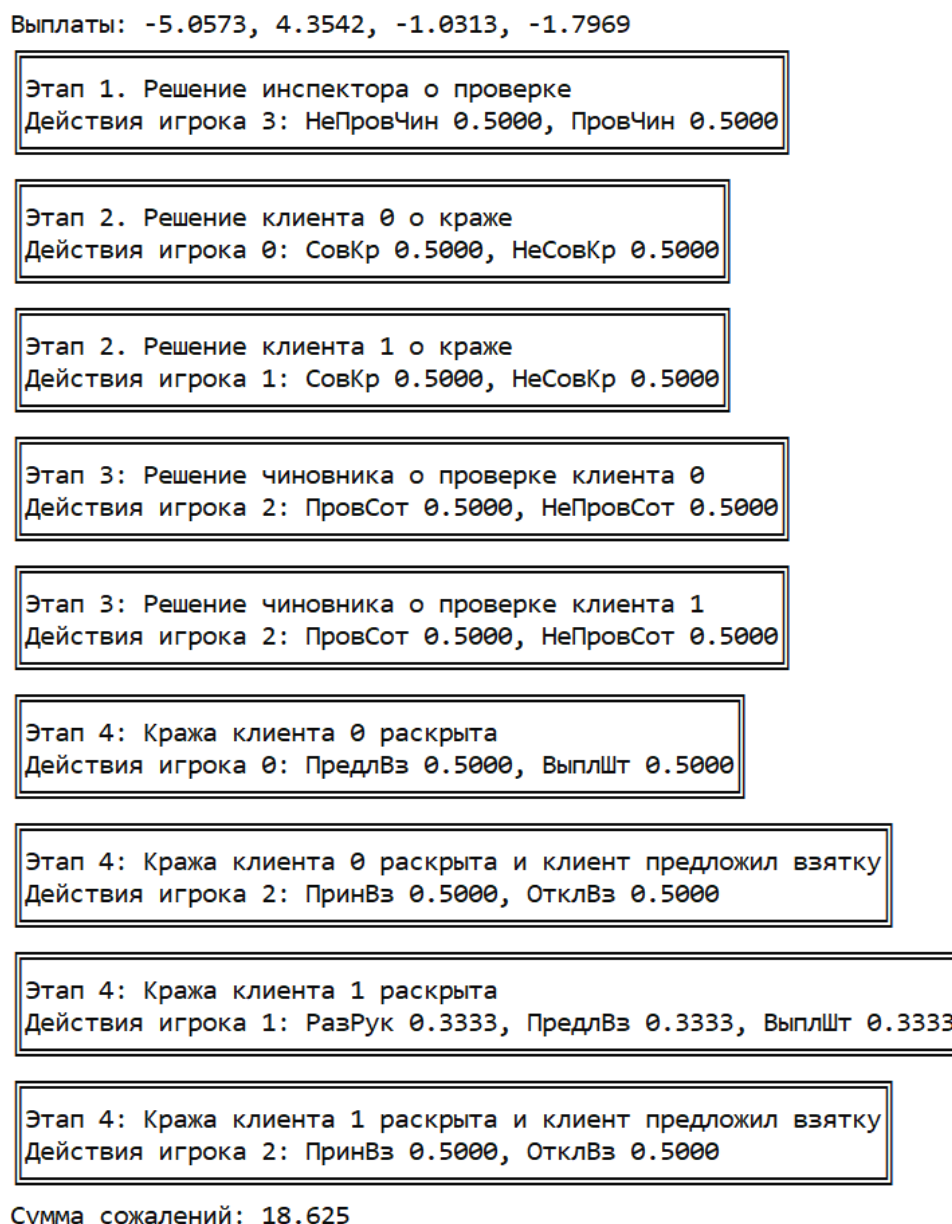 Выплаты: -5.0573, 4.3542, -1.0313, -1.7969
Этап 1. Решение инспектора о проверке
Действия игрока 3: НеПровЧин 0.5000, ПровЧин 0.5000
Этап 2. Решение клиента 0 о краже
Действия игрока 0: СовКр 0.5000, НеСовКр 0.5000
Этап 2. Решение клиента 1 о краже
Действия игрока 1: СовКр 0.5000, НеСовКр 0.5000
Этап 3: Решение чиновника о проверке клиента 0
Действия игрока 2: ПровСот 0.5000, НеПровСот 0.5000
Этап 3: Решение чиновника о проверке клиента 1
Действия игрока 2: ПровСот 0.5000, НеПровСот 0.5000
Этап 4: Кража клиента 0 раскрыта
Действия игрока 0: ПредлВз 0.5000, ВыплШт 0.5000
Этап 4: Кража клиента 0 раскрыта и клиент предложил взятку
Действия игрока 2: ПринВз 0.5000, ОтклВз 0.5000
Этап 4: Кража клиента 1 раскрыта
Действия игрока 1: РазРук 0.3333, ПредлВз 0.3333, ВыплШт 0.3333
Этап 4: Кража клиента 1 раскрыта и клиент предложил взятку
Действия игрока 2: ПринВз 0.5000, ОтклВз 0.5000
Сумма сожалений: 18.625